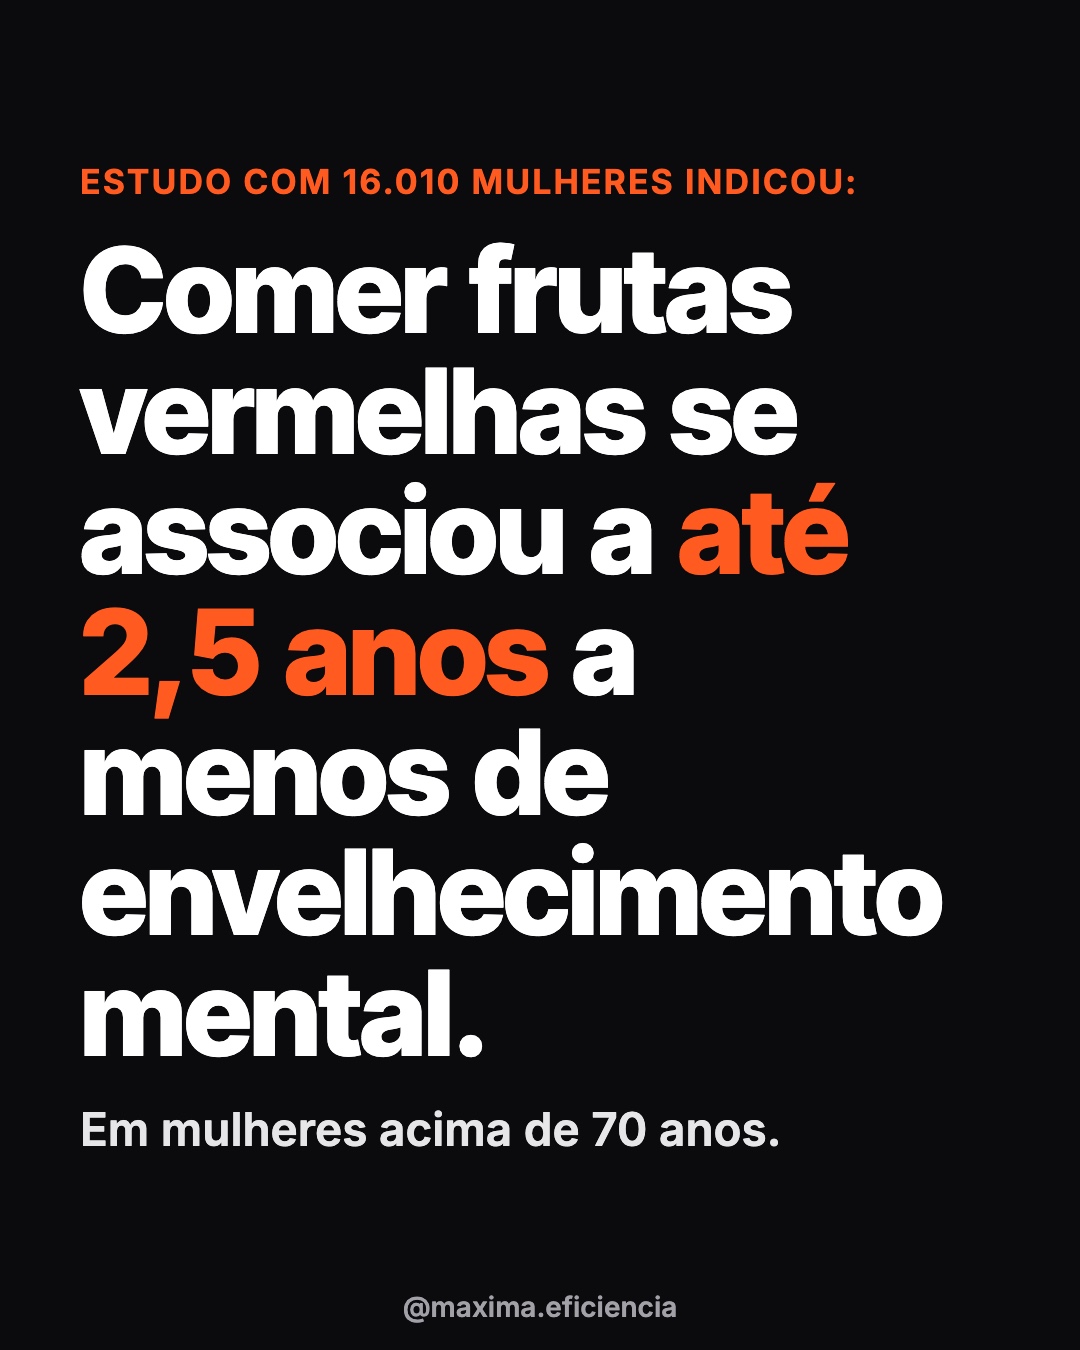 ESTUDO COM 16.010 MULHERES INDICOU:
Comer frutas
vermelhas se
associou a até
2,5 anos a
menos de
envelhecimento
mental.
Em mulheres acima de 70 anos.
@maxima.eficiencia